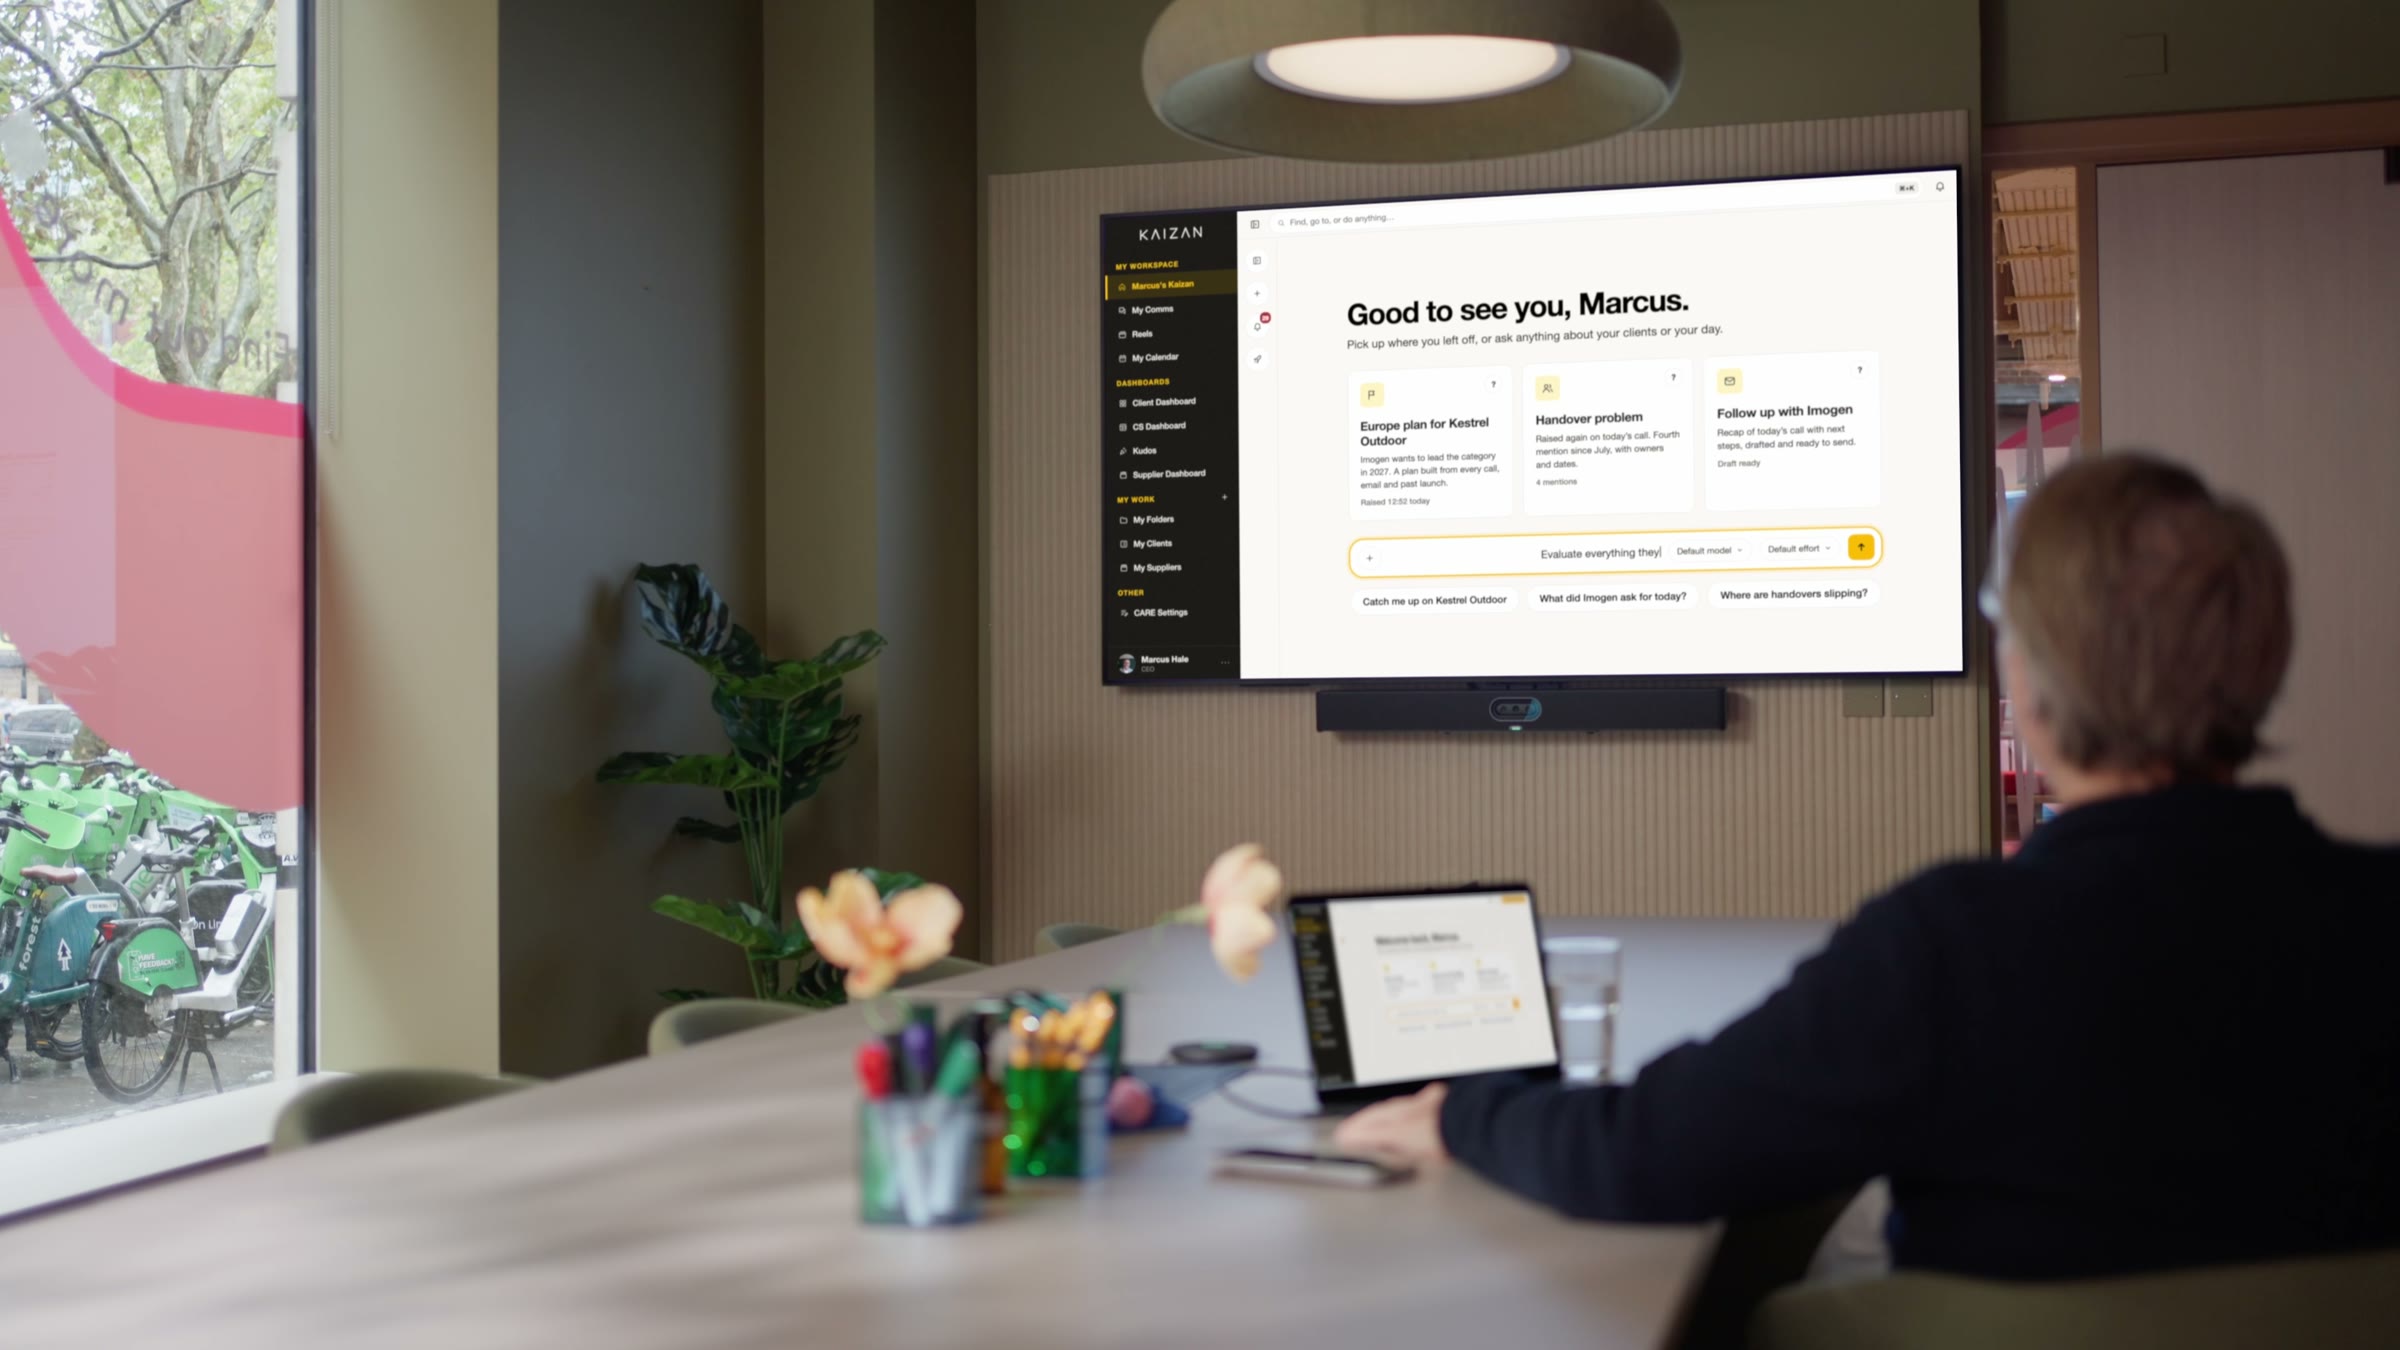 KAIZAN
MY WORKSPACE
Marcus's Kaizan
My Comms
Reels
My Calendar
DASHBOARDS
Client Dashboard
CS Dashboard
Kudos
Supplier Dashboard
MY WORK
+
My Folders
My Clients
My Suppliers
OTHER
CARE Settings
Marcus Hale
CEO
Find, go to, or do anything...
⌘+K
Good to see you, Marcus.
Pick up where you left off, or ask anything about your clients or your day.
?
Europe plan for Kestrel
Outdoor
Imogen wants to lead the category
in 2027. A plan built from every call,
email and past launch.
Raised 12:52 today
?
Handover problem
Raised again on today's call. Fourth
mention since July, with owners
and dates.
4 mentions
?
Follow up with Imogen
Recap of today's call with next
steps, drafted and ready to send.
Draft ready
+
Evaluate everything they
Default model
Default effort
Catch me up on Kestrel Outdoor
What did Imogen ask for today?
Where are handovers slipping?
Welcome back, Marcus
forest
HAVE
FEEDBACK?